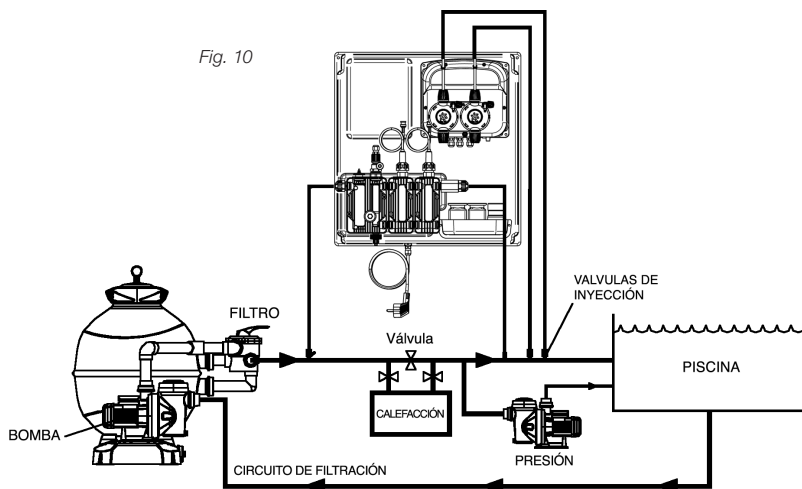 Fig. 10
VALVULAS DE
INYECCIÓN
FILTRO
Válvula
PISCINA
CALEFACCIÓN
BOMBA
PRESIÓN
CIRCUITO DE FILTRACIÓN